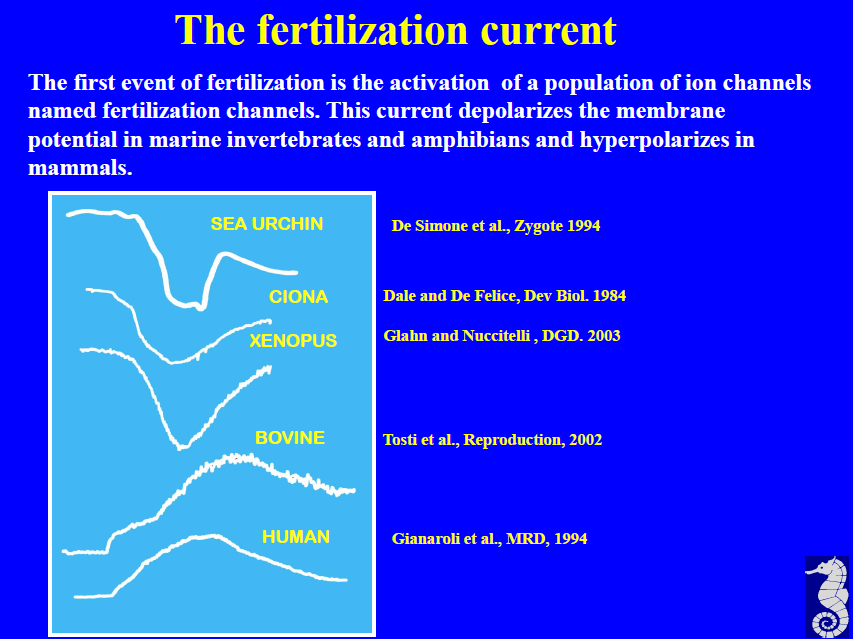 The fertilization current
The first event of fertilization is the activation of a population of ion channels
named fertilization channels. This current depolarizes the membrane
potential in marine invertebrates and amphibians and hyperpolarizes in
mammals.
SEA URCHIN
De Simone et al., Zygote 1994
CIONA
Dale and De Felice, Dev Biol. 1984
XENOPUS
Glahn and Nuccitelli , DGD. 2003
BOVINE
Tosti et al., Reproduction, 2002
HUMAN
Gianaroli et al., MRD, 1994